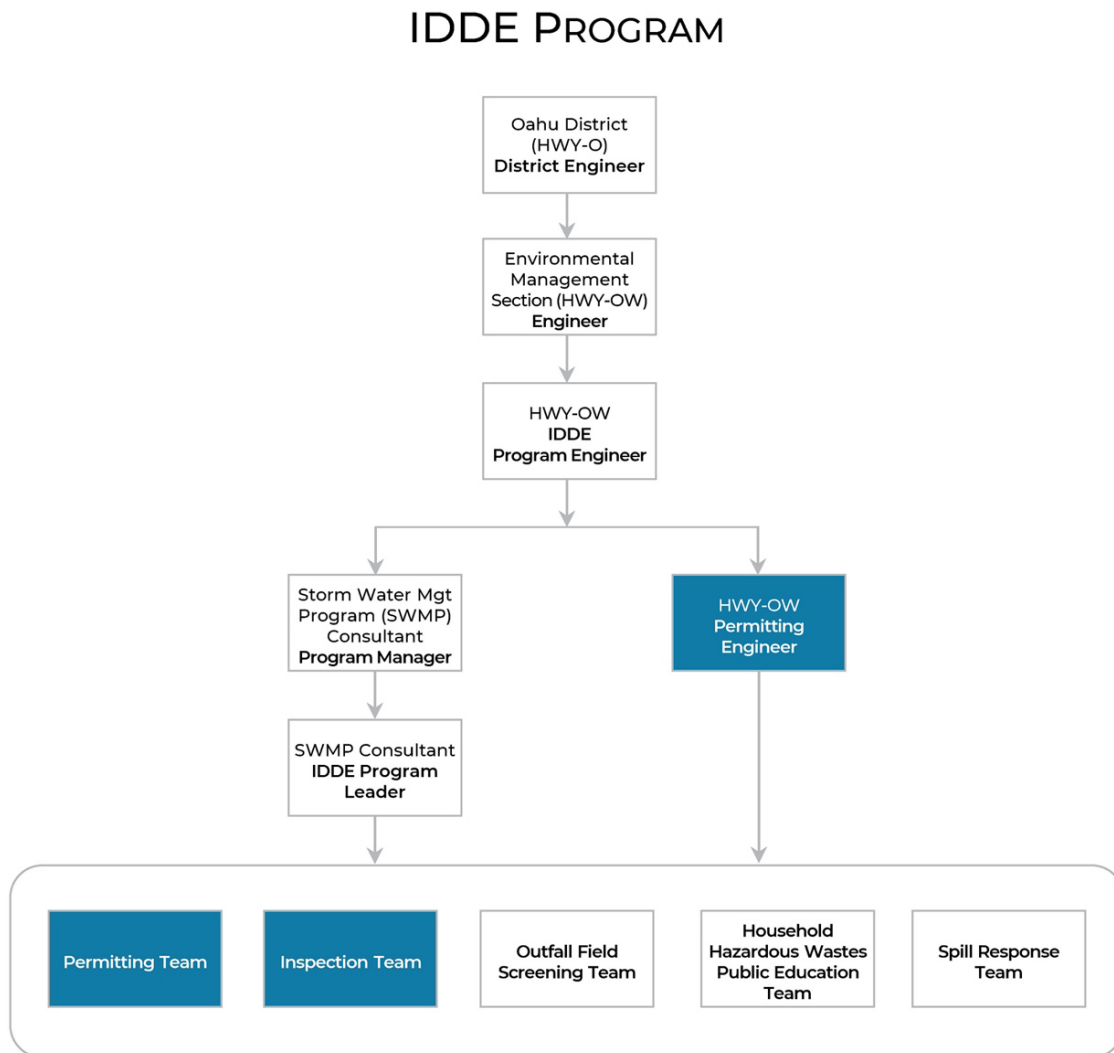 IDDE PROGRAM
Oahu District
(HWY-O)
District Engineer
Environmental
Management
Section (HWY-OW)
Engineer
HWY-OW
IDDE
Program Engineer
Storm Water Mgt
Program (SWMP)
Consultant
Program Manager
HWY-OW
Permitting
Engineer
SWMP Consultant
IDDE Program
Leader
Permitting Team
Inspection Team
Outfall Field
Screening Team
Household
Hazardous Wastes
Public Education
Team
Spill Response
Team